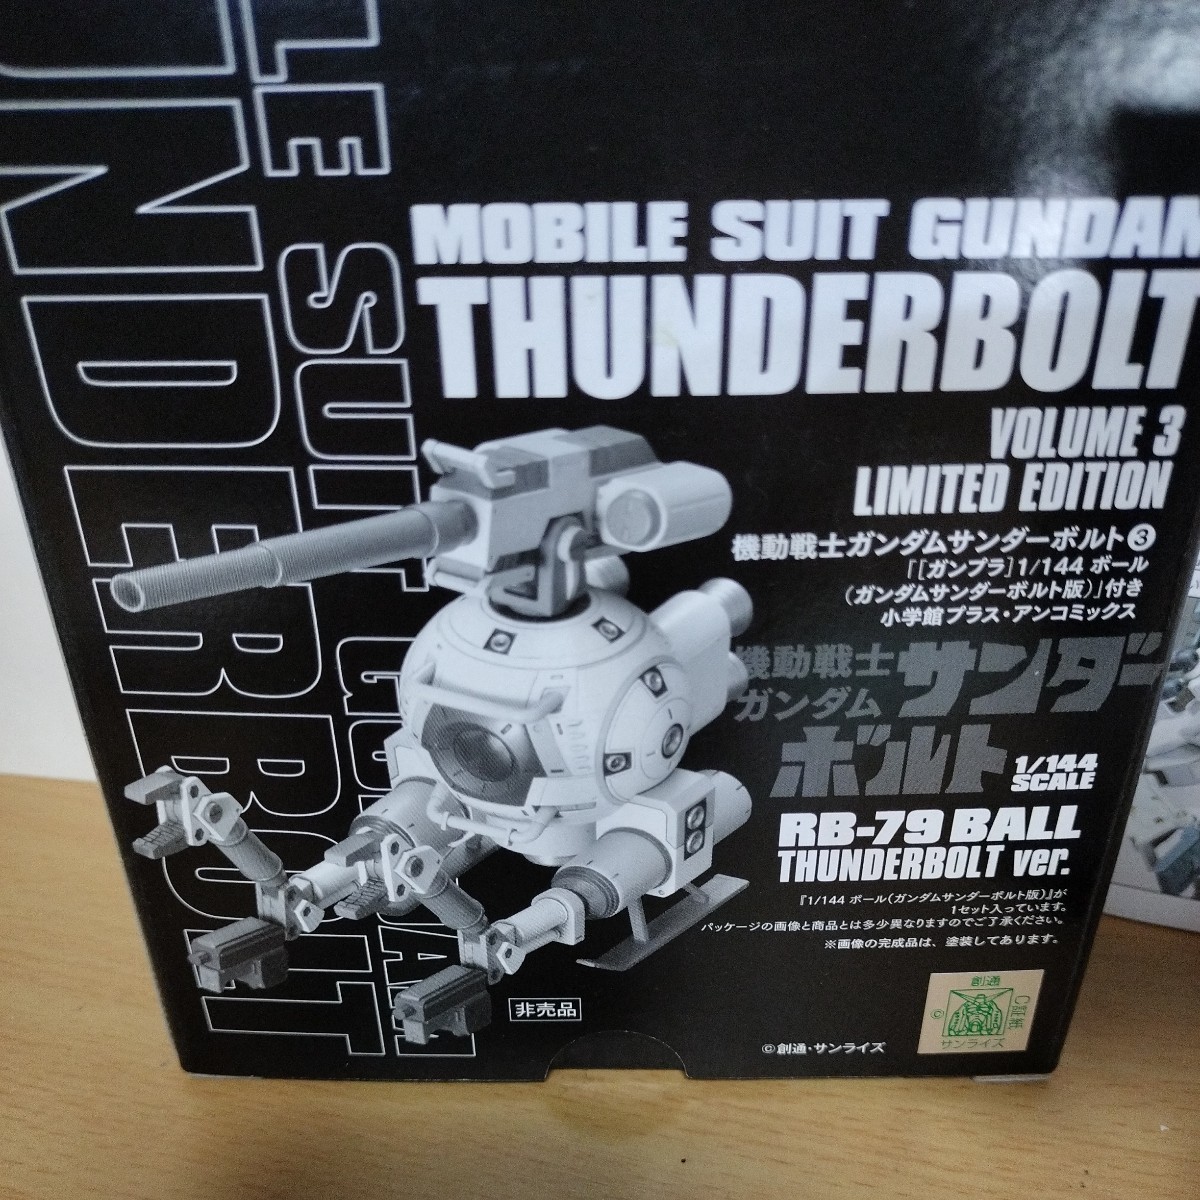 LE SUIT GUNDAM
UNDERBOLT
MOBILE SUIT GUNDAM
THUNDERBOLT
VOLUME 3
LIMITED EDITION
機動戦士ガンダムサンダーボルト❸
「[ガンプラ]1/144 ボール
(ガンダムサンダーボルト版)」付き
小学館プラス・アンコミックス
機動戦士
ガンダム サンダー
ボルト
1/144
SCALE
RB-79 BALL
THUNDERBOLT ver.
『1/144 ボール(ガンダムサンダーボルト版)』が
1セット入っています。
パッケージの画像と商品とは多少異なりますのでご了承ください。
※画像の完成品は、塗装してあります。
非売品
©創通・サンライズ
創通
©
C証紙
サンライズ